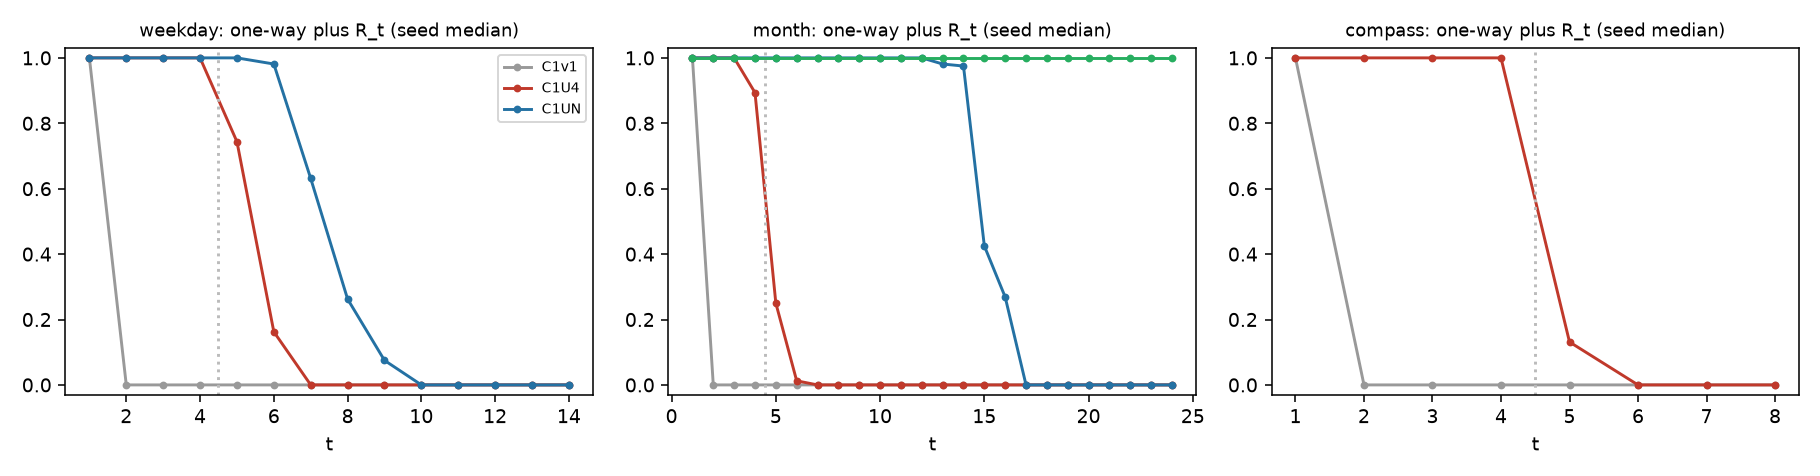 weekday: one-way plus R_t (seed median)
1.0
0.8
0.6
0.4
0.2
0.0
C1v1
C1U4
C1UN
2 4 6 8 10 12 14
t
month: one-way plus R_t (seed median)
1.0
0.8
0.6
0.4
0.2
0.0
0 5 10 15 20 25
t
compass: one-way plus R_t (seed median)
1.0
0.8
0.6
0.4
0.2
0.0
1 2 3 4 5 6 7 8
t